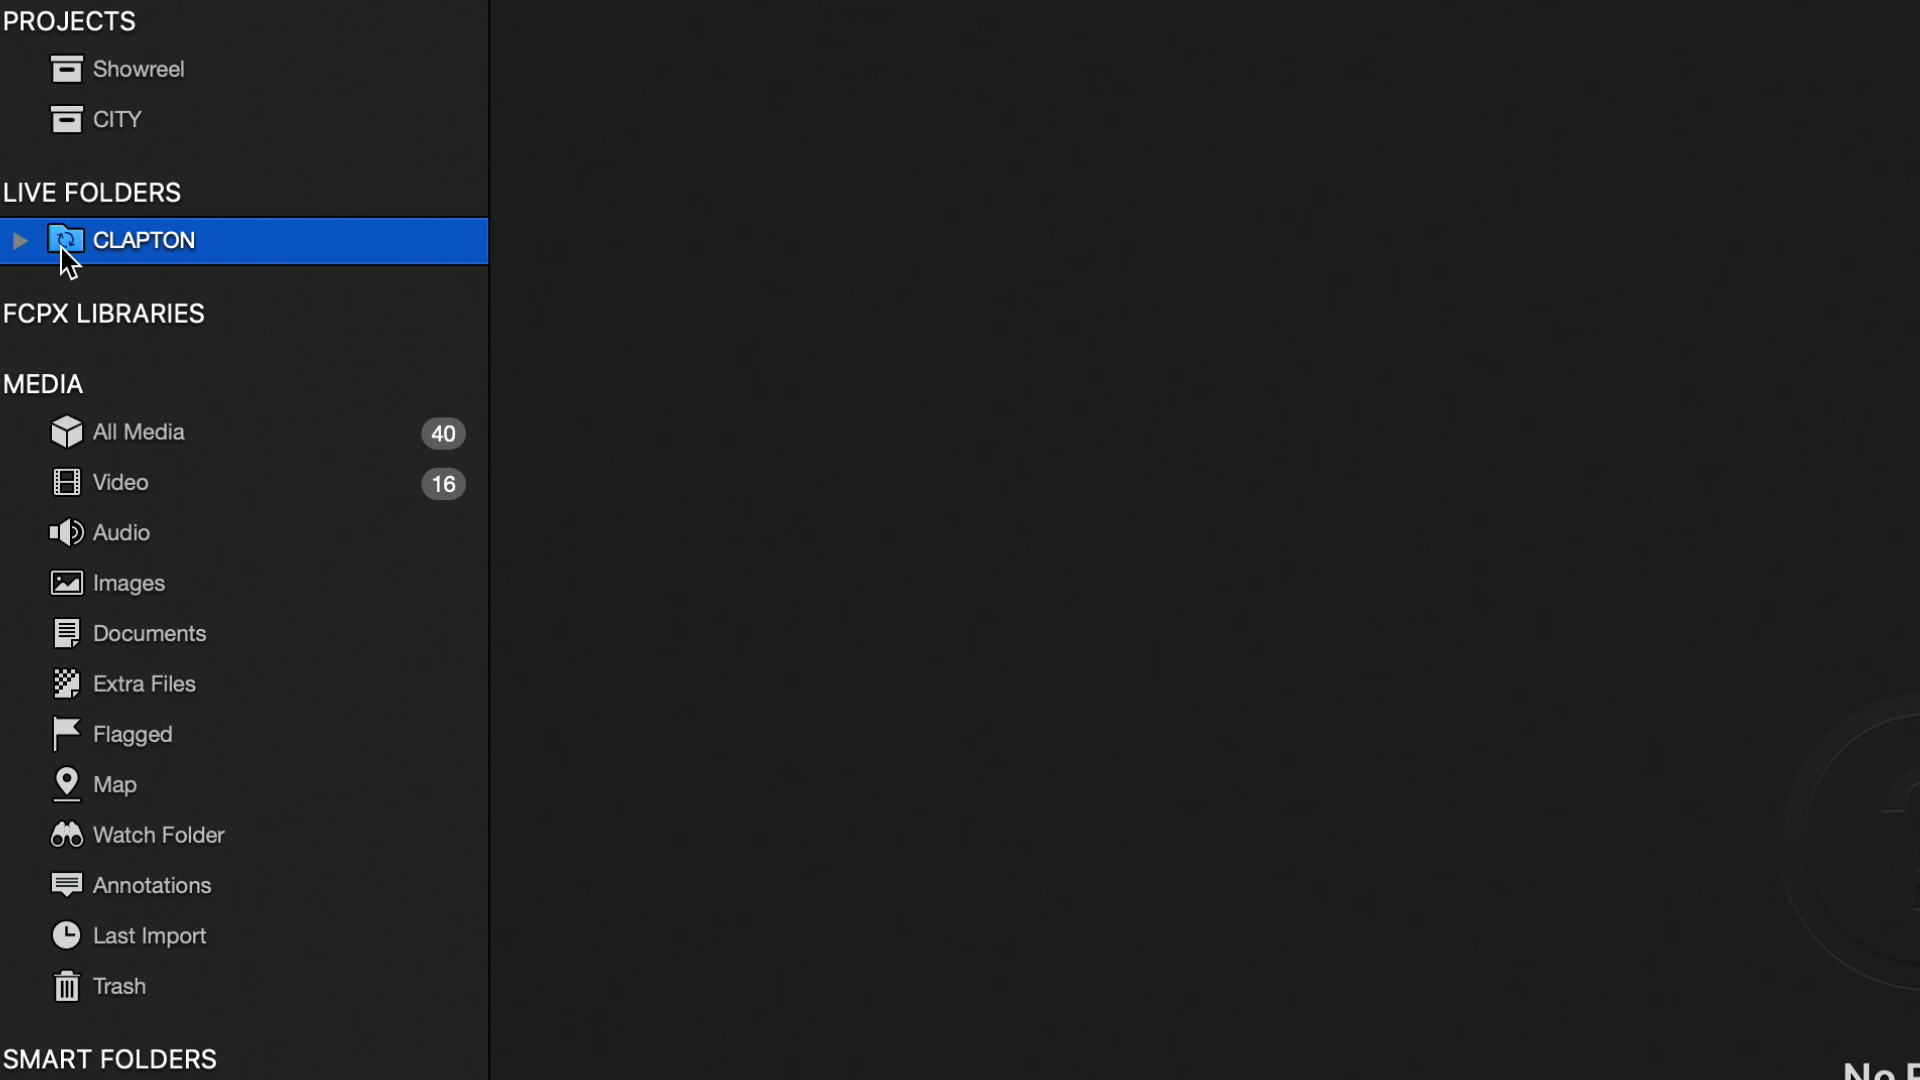 PROJECTS
Showreel
CITY
LIVE FOLDERS
CLAPTON
FCPX LIBRARIES
MEDIA
All Media 40
Video 16
Audio
Images
Documents
Extra Files
Flagged
Map
Watch Folder
Annotations
Last Import
Trash
SMART FOLDERS
No